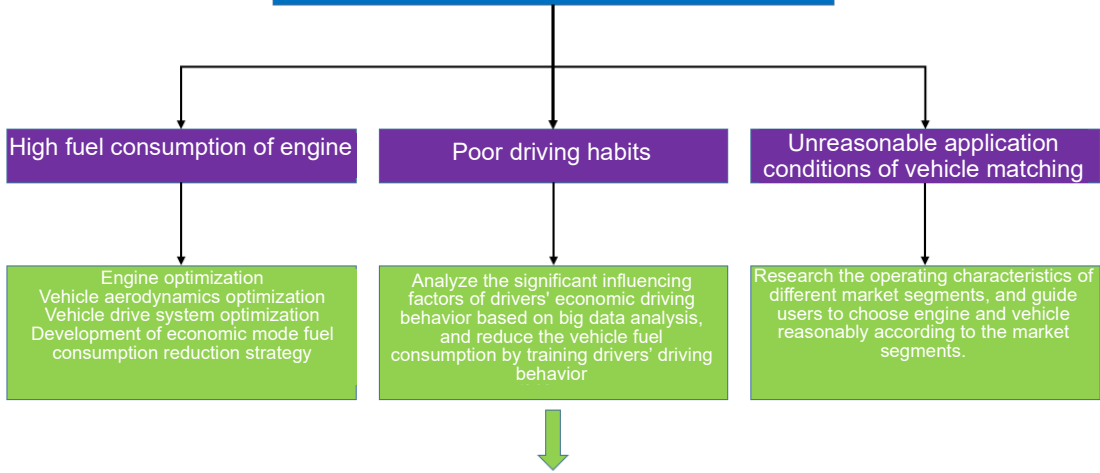 High fuel consumption of engine
Poor driving habits
Unreasonable application
conditions of vehicle matching
Engine optimization
Vehicle aerodynamics optimization
Vehicle drive system optimization
Development of economic mode fuel
consumption reduction strategy
Analyze the significant influencing
factors of drivers' economic driving
behavior based on big data analysis,
and reduce the vehicle fuel
consumption by training drivers' driving
behavior
Research the operating characteristics of
different market segments, and guide
users to choose engine and vehicle
reasonably according to the market
segments.